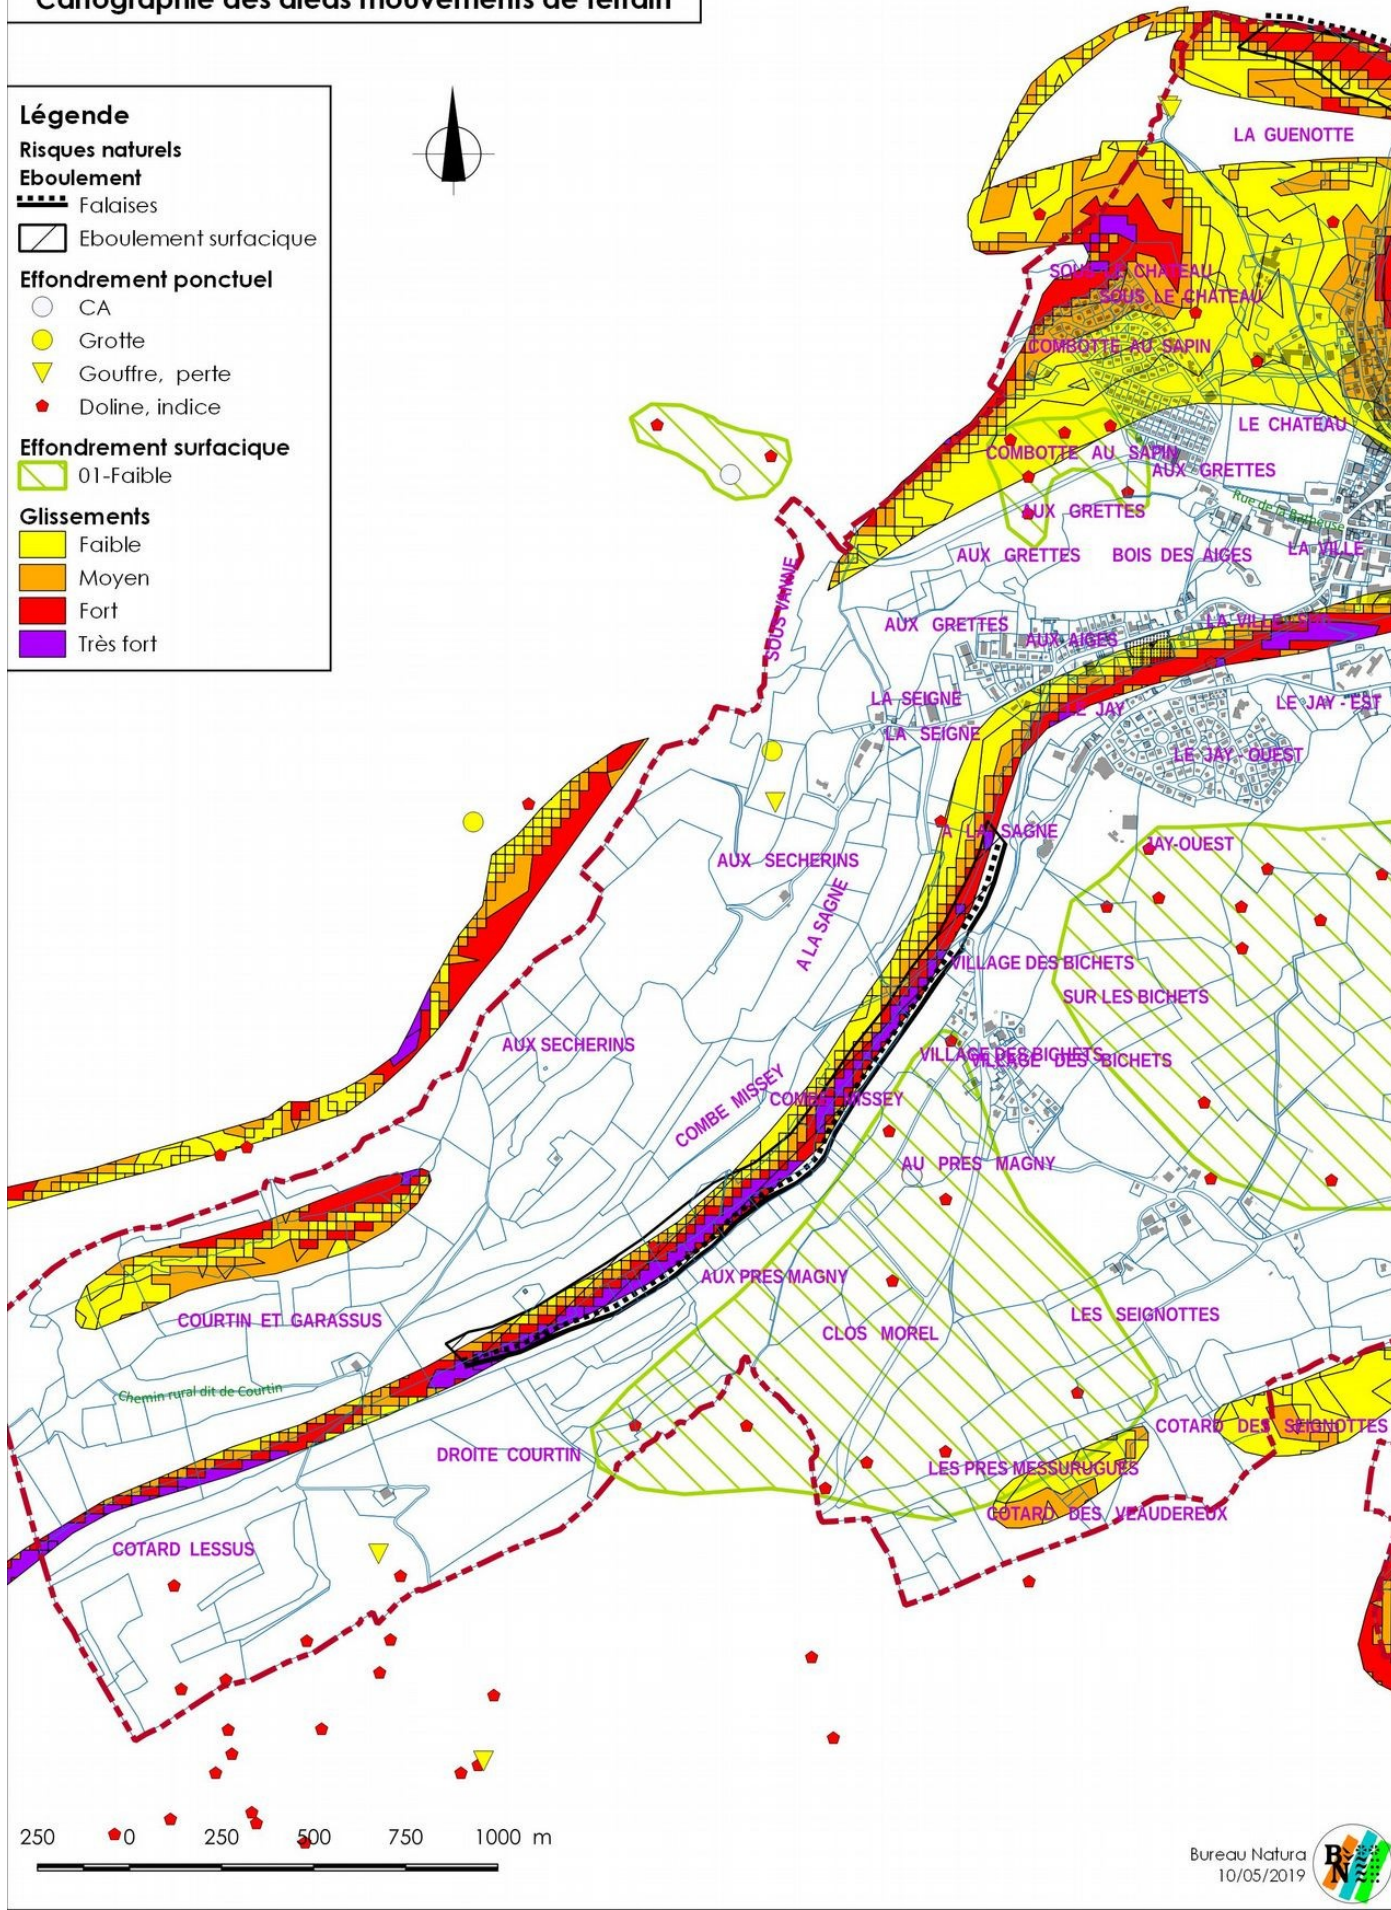 Cartographie des aléas mouvements de terrain
Légende
Risques naturels
Eboulement
Falaises
Eboulement surfacique
Effondrement ponctuel
CA
Grotte
Gouffre, perte
Doline, indice
Effondrement surfacique
01-Faible
Glissements
Faible
Moyen
Fort
Très fort
LA GUENOTTE
SOUS LE CHATEAU
SOUS LE CHATEAU
COMBOTTE AU SAPIN
LE CHATEAU
COMBOTTE AU SAPIN
AUX GRETTES
Rue de la
AUX GRETTES
AUX GRETTES
BOIS DES AIGES
LA VILLE
SOUS VANNE
AUX GRETTES
AUX AIGES
LA VILLE SUD
LA SEIGNE
LE JAY
LE JAY - EST
LA SEIGNE
LE JAY - OUEST
A LA SAGNE
JAY-OUEST
AUX SECHERINS
A LA SAGNE
VILLAGE DES BICHETS
SUR LES BICHETS
AUX SECHERINS
VILLAGE DES BICHETS
VILLAGE DES BICHETS
COMBE MISSEY
COMBE MISSEY
AU PRES MAGNY
AUX PRES MAGNY
COURTIN ET GARASSUS
LES SEIGNOTTES
CLOS MOREL
Chemin rural dit de Courtin
COTARD DES SEIGNOTTES
DROITE COURTIN
LES PRES MESSURUGUES
COTARD DES VEAUDEREUX
COTARD LESSUS
250 0 250 500 750 1000 m
Bureau Natura
10/05/2019
B
N